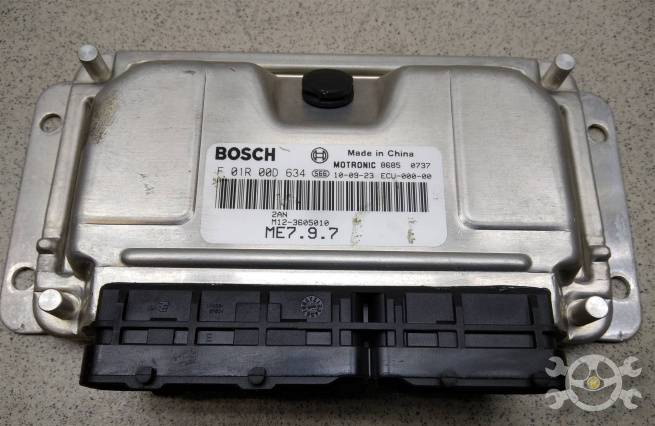 BOSCH Made in China
MOTRONIC 8685 0737
F 01R 00D 634 SGG 10-09-23 ECU-000-00
2AN
M12-3605010
ME7.9.7
E